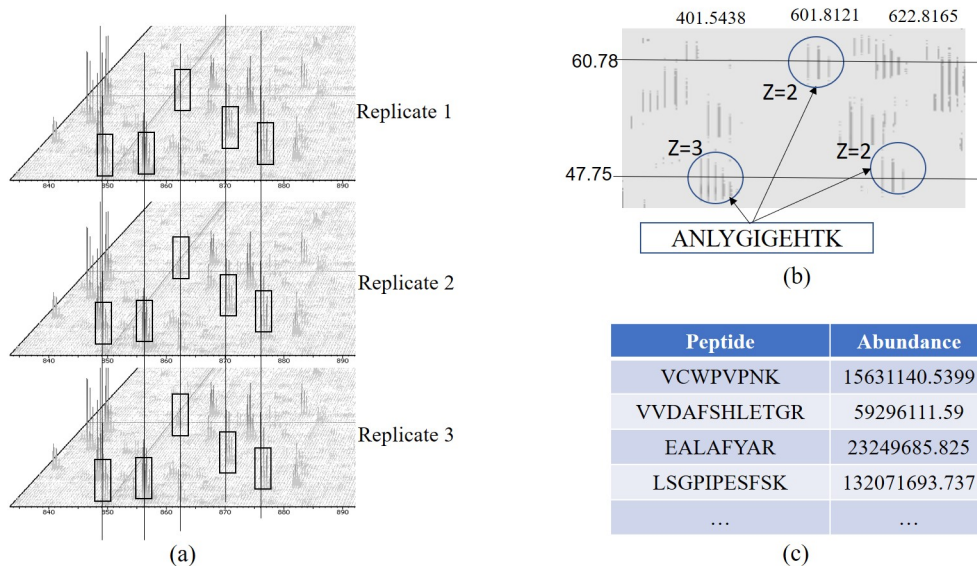 Replicate 1
840 850 860 870 880 890
Replicate 2
840 850 860 870 880 890
Replicate 3
840 850 860 870 880 890
(a)
401.5438 601.8121 622.8165
60.78
Z=2
Z=3 Z=2
47.75
ANLYGIGEHTK
(b)
Peptide Abundance
VCWPVPNK 15631140.5399
VVDAFSHLETGR 59296111.59
EALAFYAR 23249685.825
LSGPIPESFSK 132071693.737
... ...
(c)